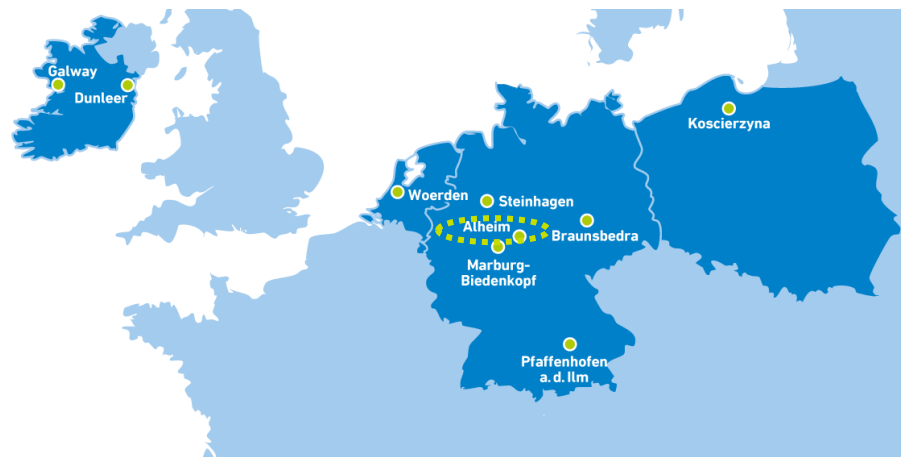 Galway
Dunleer
Koscierzyna
Woerden
Steinhagen
Alheim
Braunsbedra
Marburg-
Biedenkopf
Pfaffenhofen
a. d. Ilm